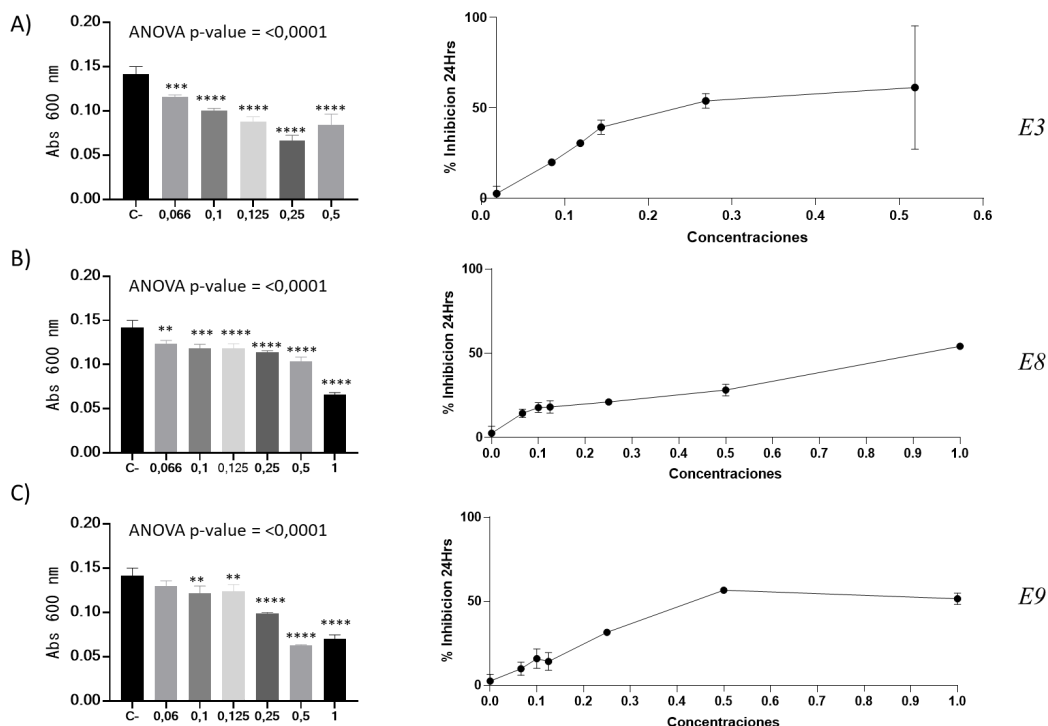 A)
ANOVA p-value = <0,0001
Abs 600 nm
0.20
0.15
0.10
0.05
0.00
*** **** **** **** ****
C- 0,066 0,1 0,125 0,25 0,5
% Inhibicion 24Hrs
100
50
0
0.0 0.1 0.2 0.3 0.4 0.5 0.6
Concentraciones
E3
B)
ANOVA p-value = <0,0001
Abs 600 nm
0.20
0.15
0.10
0.05
0.00
** *** **** **** **** ****
C- 0,066 0,1 0,125 0,25 0,5 1
% Inhibicion 24Hrs
100
50
0
0.0 0.1 0.2 0.3 0.4 0.5 0.6 0.7 0.8 0.9 1.0
Concentraciones
E8
C)
ANOVA p-value = <0,0001
Abs 600 nm
0.20
0.15
0.10
0.05
0.00
** ** **** **** ****
C- 0,06 0,1 0,125 0,25 0,5 1
% Inhibicion 24Hrs
100
50
0
0.0 0.1 0.2 0.3 0.4 0.5 0.6 0.7 0.8 0.9 1.0
Concentraciones
E9